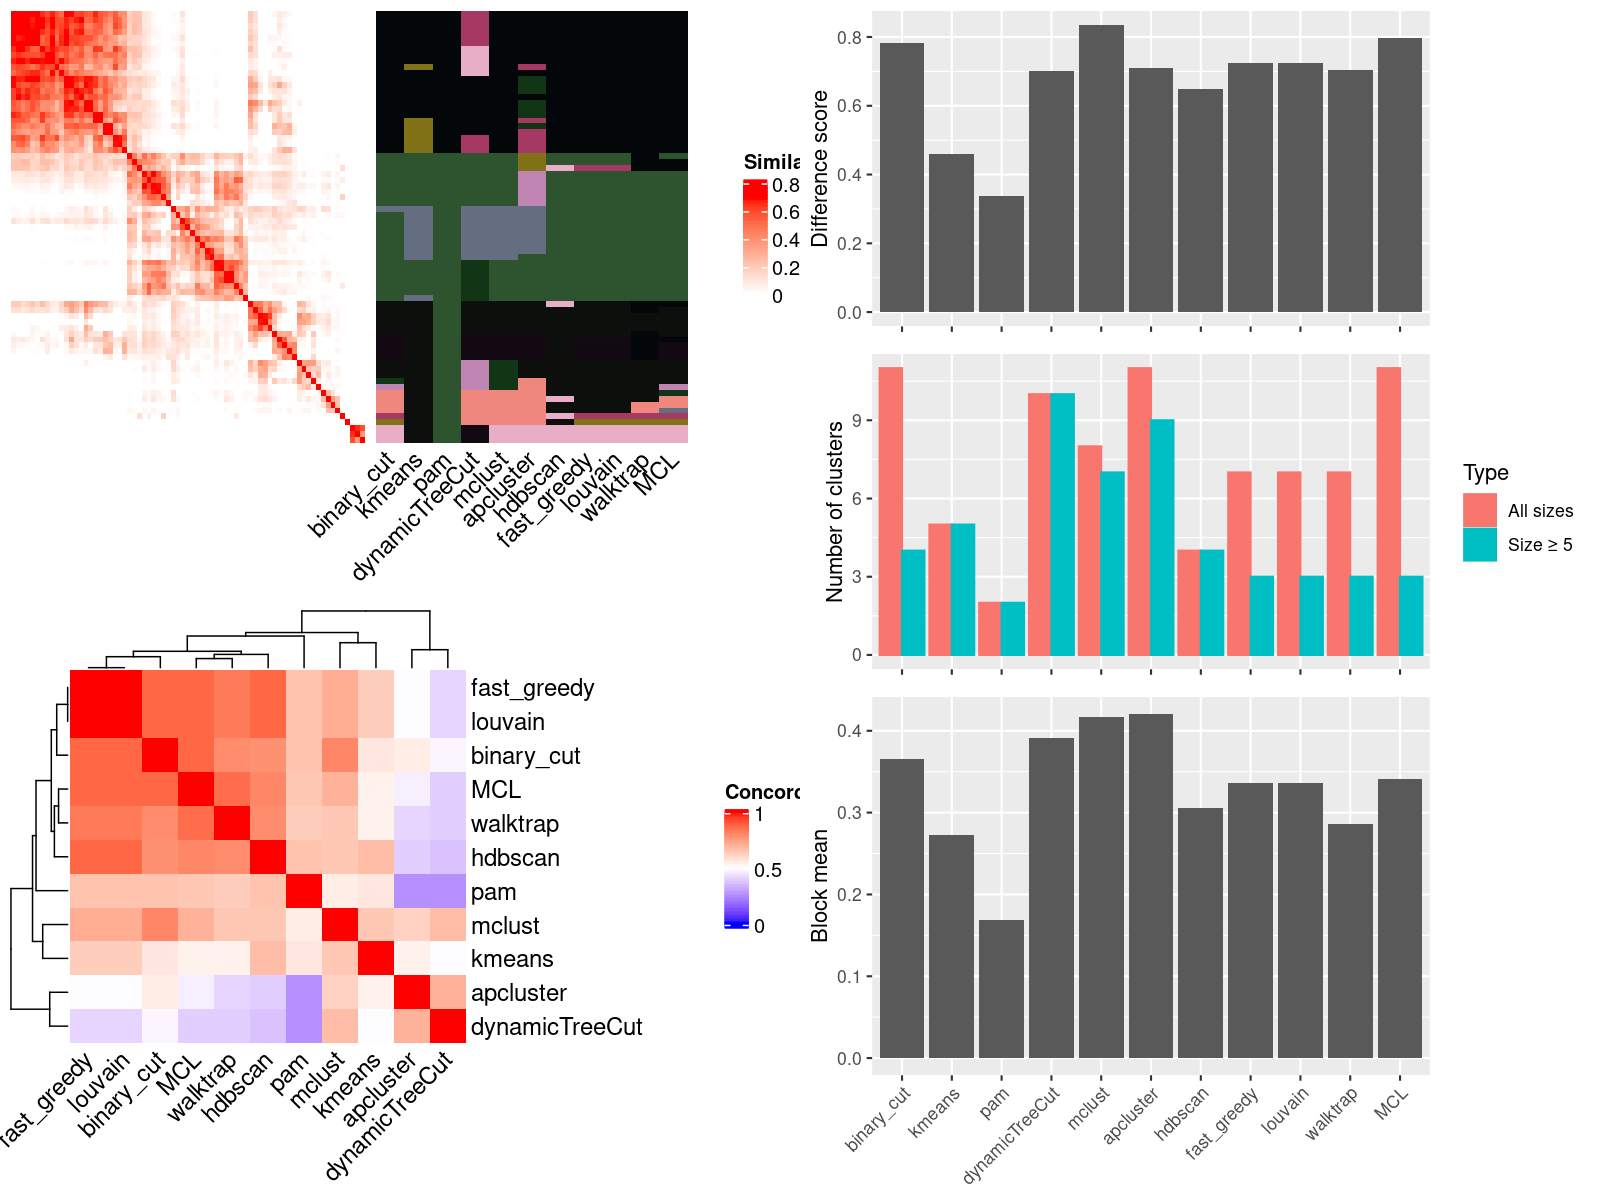 Simila
0.8
0.6
0.4
0.2
0
binary_cut
kmeans
pam
dynamicTreeCut
mclust
apcluster
hdbscan
fast_greedy
louvain
walktrap
MCL
fast_greedy
louvain
binary_cut
MCL
walktrap
hdbscan
pam
mclust
kmeans
apcluster
dynamicTreeCut
fast_greedy
louvain
binary_cut
MCL
walktrap
hdbscan
pam
mclust
kmeans
apcluster
dynamicTreeCut
Concord
1
0.5
0
Difference score
0.8
0.6
0.4
0.2
0.0
Number of clusters
9
6
3
0
Type
All sizes
Size ≥ 5
Block mean
0.4
0.3
0.2
0.1
0.0
binary_cut
kmeans
pam
dynamicTreeCut
mclust
apcluster
hdbscan
fast_greedy
louvain
walktrap
MCL